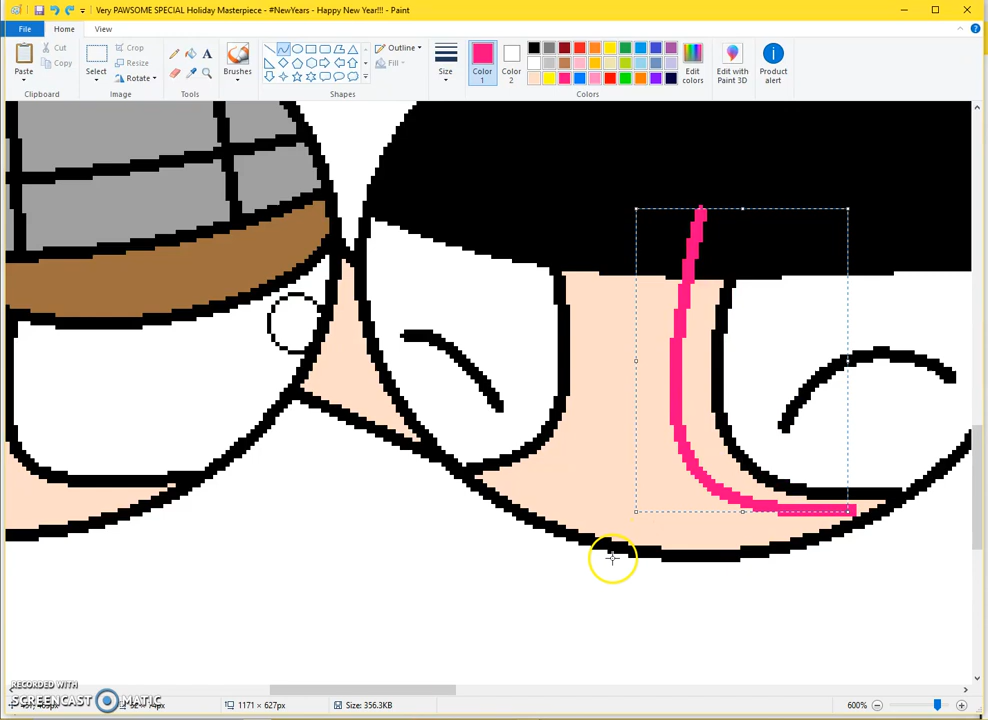 Very PAWSOME SPECIAL Holiday Masterpiece - #NewYears - Happy New Year!!! - Paint
File Home View
Paste
Cut
Copy
Clipboard
Select
Crop
Resize
Rotate
Image
A
Tools
Brushes
Outline
Fill
Shapes
Size
Color 1
Color 2
Edit colors
Colors
Edit with Paint 3D
Product alert
RECORDED WITH
SCREENCAST MATIC
1171 × 627px
Size: 356.3KB
600%